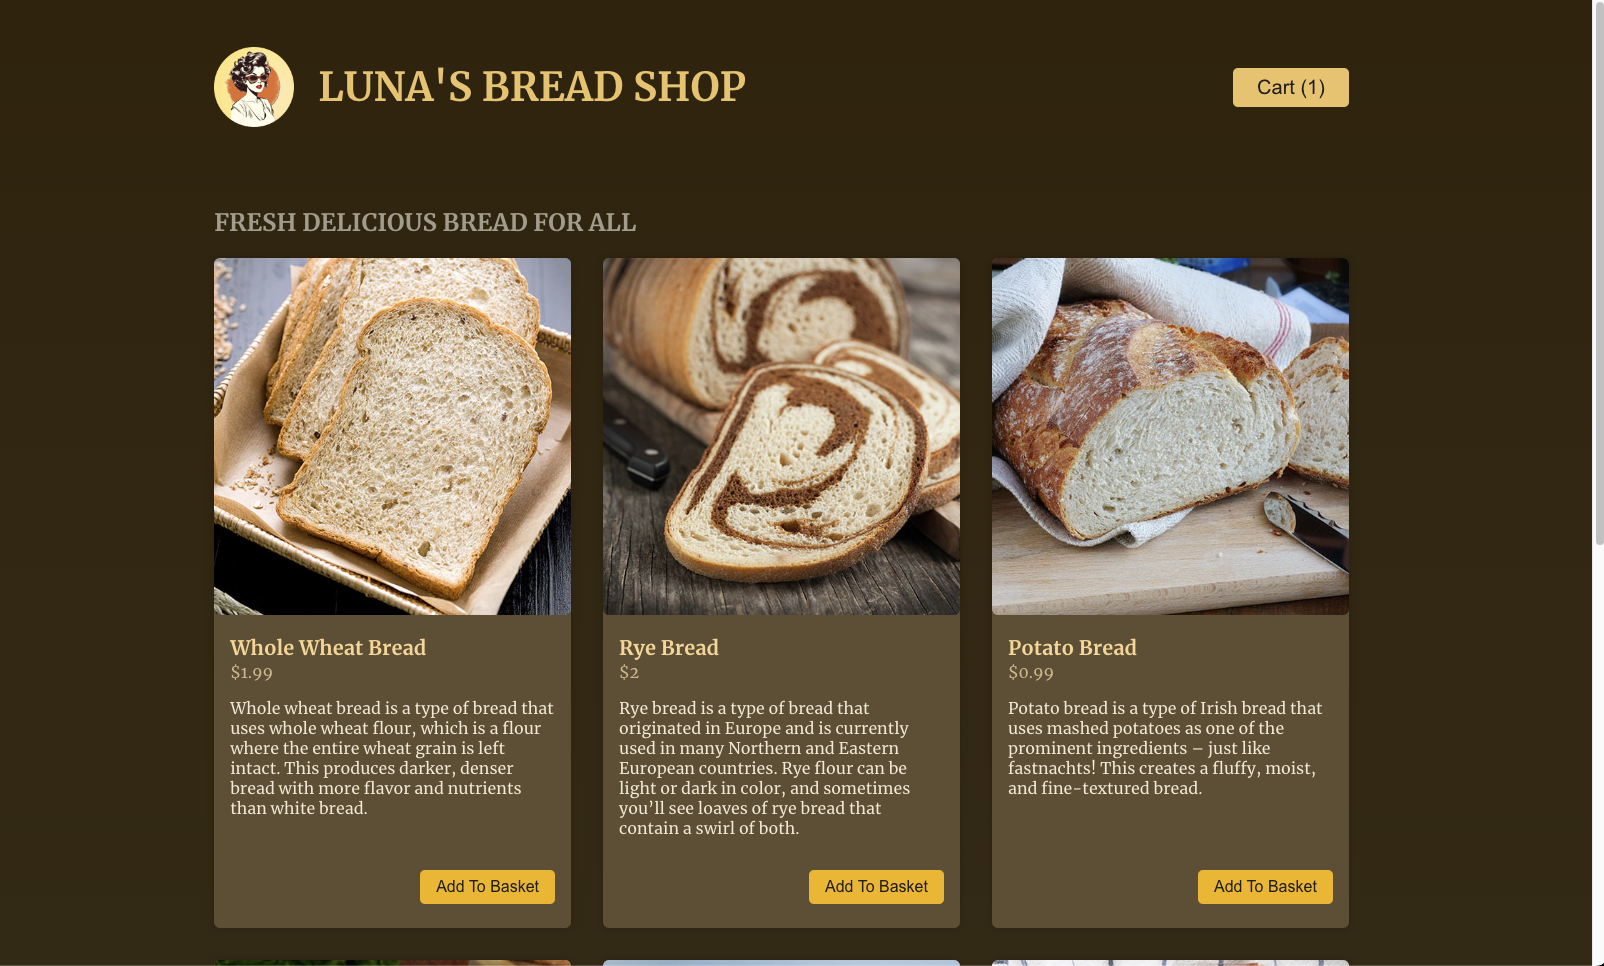 LUNA'S BREAD SHOP
Cart (1)
FRESH DELICIOUS BREAD FOR ALL
Whole Wheat Bread
$1.99
Whole wheat bread is a type of bread that
uses whole wheat flour, which is a flour
where the entire wheat grain is left
intact. This produces darker, denser
bread with more flavor and nutrients
than white bread.
Add To Basket
Rye Bread
$2
Rye bread is a type of bread that
originated in Europe and is currently
used in many Northern and Eastern
European countries. Rye flour can be
light or dark in color, and sometimes
you’ll see loaves of rye bread that
contain a swirl of both.
Add To Basket
Potato Bread
$0.99
Potato bread is a type of Irish bread that
uses mashed potatoes as one of the
prominent ingredients – just like
fastnachts! This creates a fluffy, moist,
and fine-textured bread.
Add To Basket